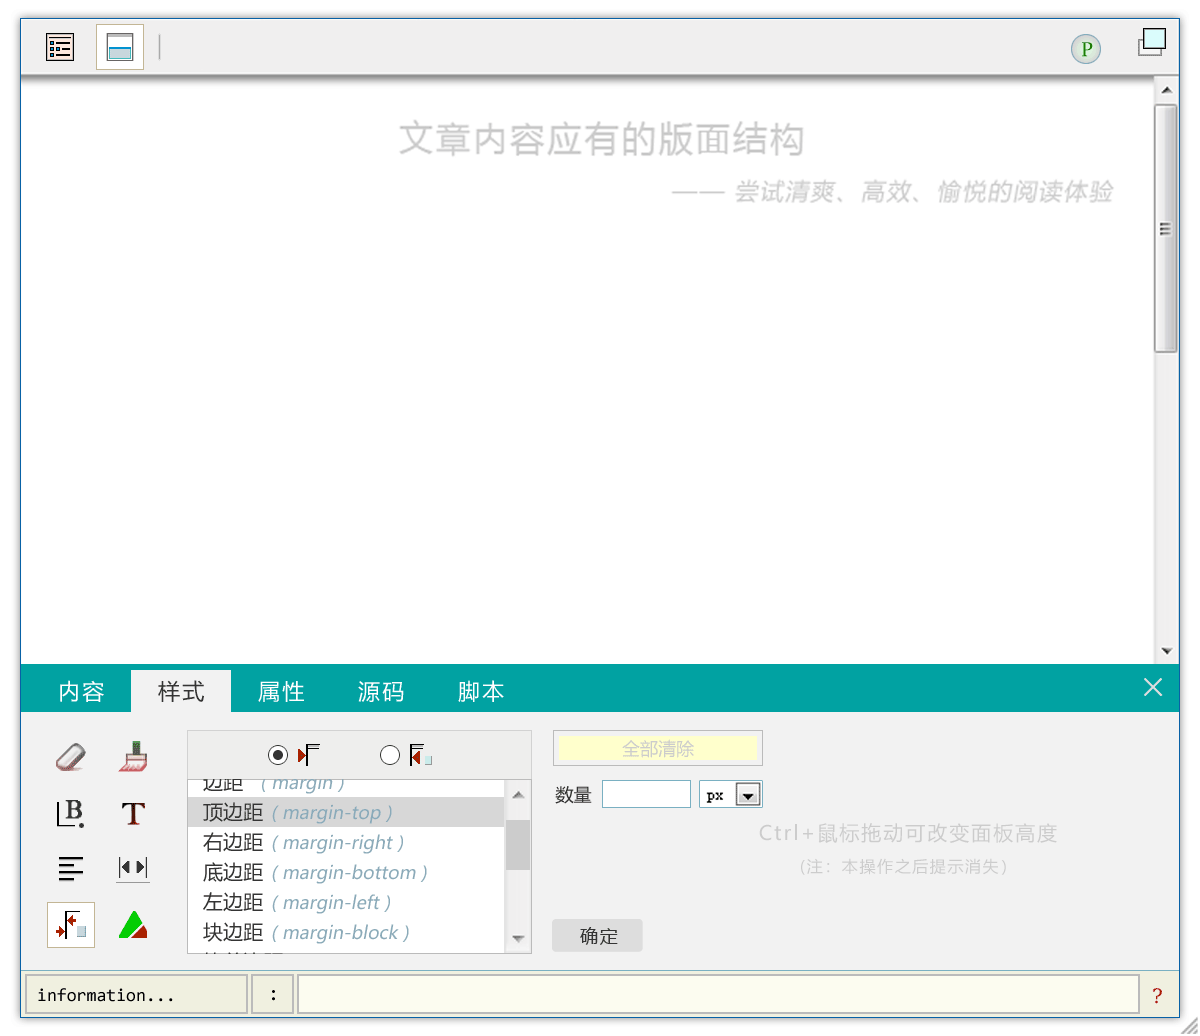 P
文章内容应有的版面结构
—— 尝试清爽、高效、愉悦的阅读体验
内容 样式 属性 源码 脚本
全部清除
边距 ( margin )
顶边距 ( margin-top )
右边距 ( margin-right )
底边距 ( margin-bottom )
左边距 ( margin-left )
块边距 ( margin-block )
数量 px
Ctrl+鼠标拖动可改变面板高度
(注：本操作之后提示消失)
B T
确定
information... : ?